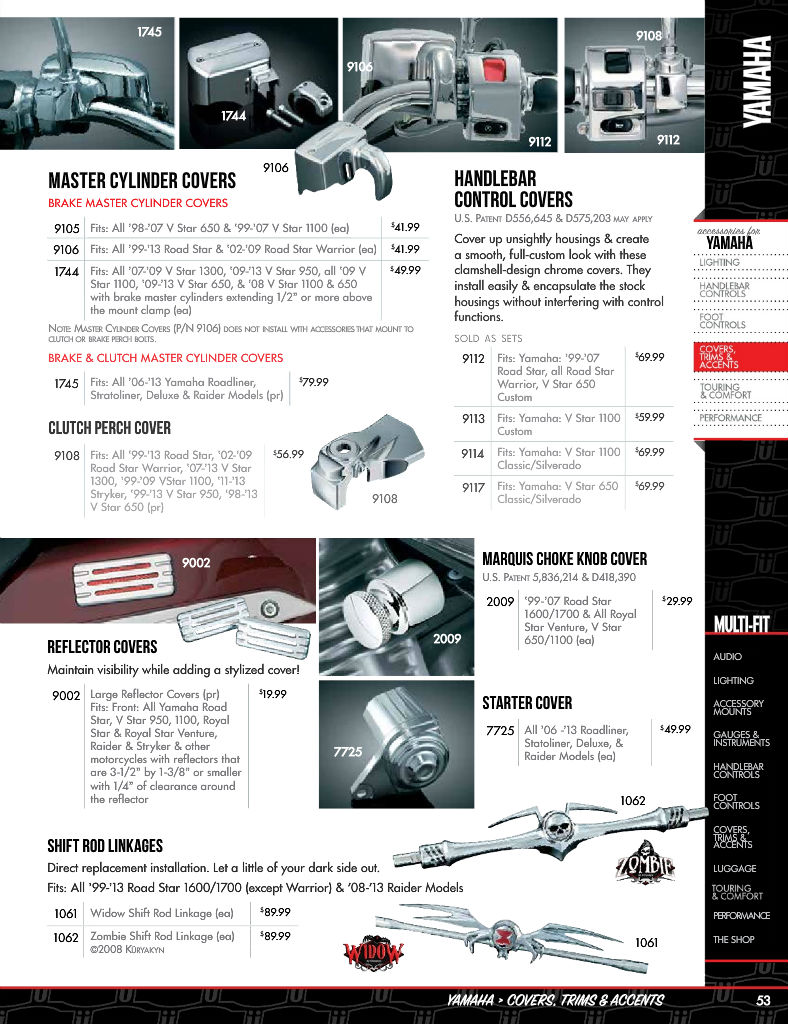 1745
1744
9106
9112
9108
9112
YAMAHA
9106
MASTER CYLINDER COVERS
BRAKE MASTER CYLINDER COVERS
9105 Fits: All '98-'07 V Star 650 & '99-'07 V Star 1100 (ea) $41.99
9106 Fits: All '99-'13 Road Star & '02-'09 Road Star Warrior (ea) $41.99
1744 Fits: All '07-'09 V Star 1300, '09-'13 V Star 950, all '09 V $49.99
Star 1100, '09-'13 V Star 650, & '08 V Star 1100 & 650
with brake master cylinders extending 1/2" or more above
the mount clamp (ea)
NOTE: MASTER CYLINDER COVERS (P/N 9106) DOES NOT INSTALL WITH ACCESSORIES THAT MOUNT TO
CLUTCH OR BRAKE PERCH BOLTS.
BRAKE & CLUTCH MASTER CYLINDER COVERS
1745 Fits: All '06-'13 Yamaha Roadliner, $79.99
Stratoliner, Deluxe & Raider Models (pr)
CLUTCH PERCH COVER
9108 Fits: All '99-'13 Road Star, '02-'09 $56.99
Road Star Warrior, '07-'13 V Star
1300, '99-'09 VStar 1100, '11-'13
Stryker, '99-'13 V Star 950, '98-'13
V Star 650 (pr)
9108
HANDLEBAR
CONTROL COVERS
U.S. PATENT D556,645 & D575,203 MAY APPLY
Cover up unsightly housings & create
a smooth, full-custom look with these
clamshell-design chrome covers. They
install easily & encapsulate the stock
housings without interfering with control
functions.
SOLD AS SETS
9112 Fits: Yamaha: '99-'07 $69.99
Road Star, all Road Star
Warrior, V Star 650
Custom
9113 Fits: Yamaha: V Star 1100 $59.99
Custom
9114 Fits: Yamaha: V Star 1100 $69.99
Classic/Silverado
9117 Fits: Yamaha: V Star 650 $69.99
Classic/Silverado
accessories for
YAMAHA
LIGHTING
HANDLEBAR
CONTROLS
FOOT
CONTROLS
COVERS,
TRIMS &
ACCENTS
TOURING
& COMFORT
PERFORMANCE
9002
REFLECTOR COVERS
Maintain visibility while adding a stylized cover!
9002 Large Reflector Covers (pr) $19.99
Fits: Front: All Yamaha Road
Star, V Star 950, 1100, Royal
Star & Royal Star Venture,
Raider & Stryker & other
motorcycles with reflectors that
are 3-1/2" by 1-3/8" or smaller
with 1/4" of clearance around
the reflector
2009
7725
MARQUIS CHOKE KNOB COVER
U.S. PATENT 5,836,214 & D418,390
2009 '99-'07 Road Star $29.99
1600/1700 & All Royal
Star Venture, V Star
650/1100 (ea)
STARTER COVER
7725 All '06 -'13 Roadliner, $49.99
Statoliner, Deluxe, &
Raider Models (ea)
MULTI-FIT
AUDIO
LIGHTING
ACCESSORY
MOUNTS
GAUGES &
INSTRUMENTS
HANDLEBAR
CONTROLS
FOOT
CONTROLS
COVERS,
TRIMS &
ACCENTS
LUGGAGE
TOURING
& COMFORT
PERFORMANCE
THE SHOP
1062
ZOMBIE
SHIFT ROD LINKAGES
Direct replacement installation. Let a little of your dark side out.
Fits: All '99-'13 Road Star 1600/1700 (except Warrior) & '08-'13 Raider Models
1061 Widow Shift Rod Linkage (ea) $89.99
1062 Zombie Shift Rod Linkage (ea) $89.99
©2008 KÜRYAKYN
WIDOW
1061
YAMAHA > COVERS, TRIMS & ACCENTS
53